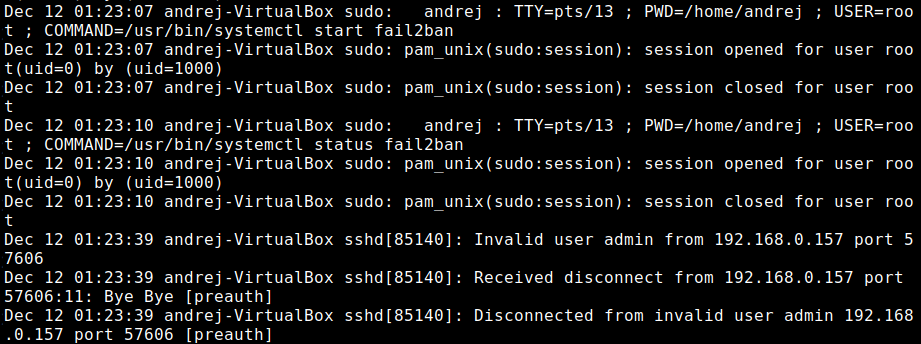 Dec 12 01:23:07 andrej-VirtualBox sudo:   andrej : TTY=pts/13 ; PWD=/home/andrej ; USER=roo
t ; COMMAND=/usr/bin/systemctl start fail2ban
Dec 12 01:23:07 andrej-VirtualBox sudo: pam_unix(sudo:session): session opened for user roo
t(uid=0) by (uid=1000)
Dec 12 01:23:07 andrej-VirtualBox sudo: pam_unix(sudo:session): session closed for user roo
t
Dec 12 01:23:10 andrej-VirtualBox sudo:   andrej : TTY=pts/13 ; PWD=/home/andrej ; USER=roo
t ; COMMAND=/usr/bin/systemctl status fail2ban
Dec 12 01:23:10 andrej-VirtualBox sudo: pam_unix(sudo:session): session opened for user roo
t(uid=0) by (uid=1000)
Dec 12 01:23:10 andrej-VirtualBox sudo: pam_unix(sudo:session): session closed for user roo
t
Dec 12 01:23:39 andrej-VirtualBox sshd[85140]: Invalid user admin from 192.168.0.157 port 5
7606
Dec 12 01:23:39 andrej-VirtualBox sshd[85140]: Received disconnect from 192.168.0.157 port 
57606:11: Bye Bye [preauth]
Dec 12 01:23:39 andrej-VirtualBox sshd[85140]: Disconnected from invalid user admin 192.168
.0.157 port 57606 [preauth]